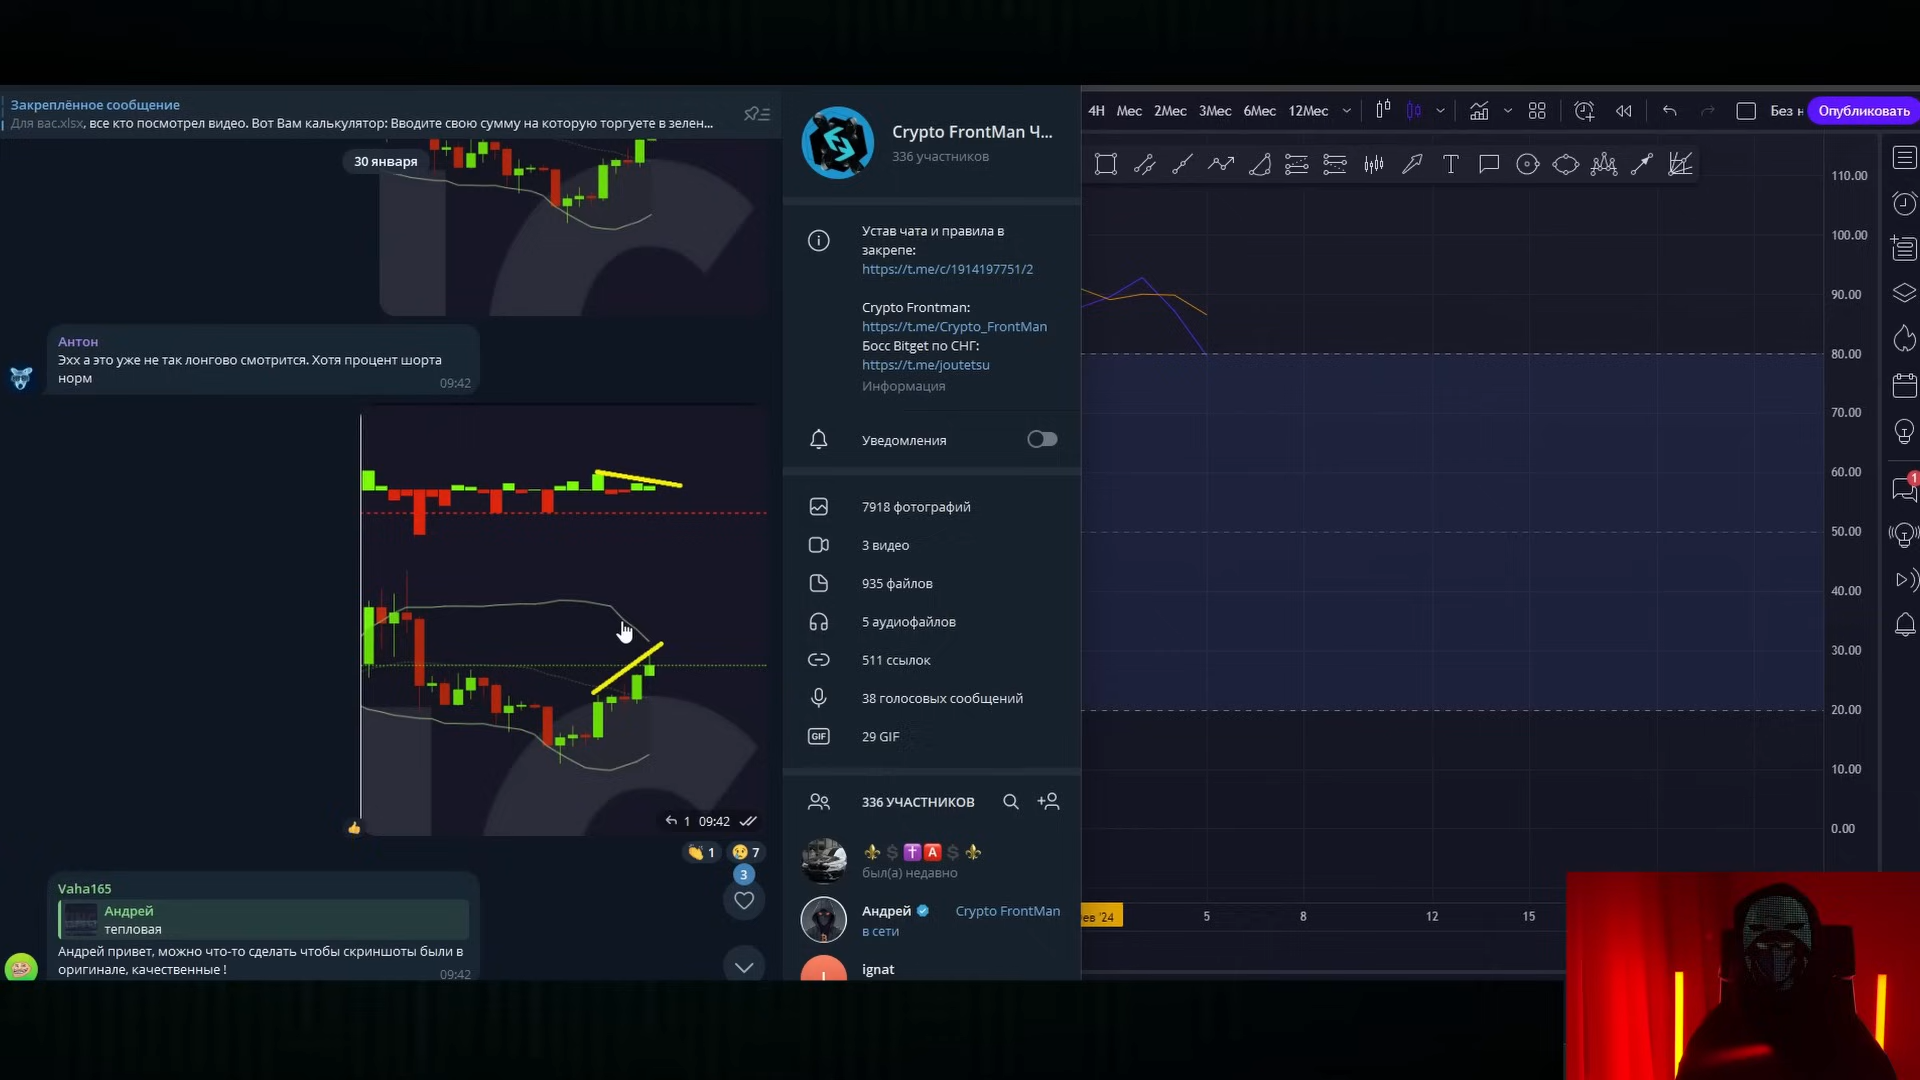 Закреплённое сообщение
Для вас.xlsx, все кто посмотрел видео. Вот Вам калькулятор: Вводите свою сумму на которую торгуете в зелен...
30 января
Антон
Эхх а это уже не так лонгово смотрится. Хотя процент шорта
норм
09:42
1 09:42
1
7
3
Vaha165
Андрей
тепловая
Андрей привет, можно что-то сделать чтобы скриншоты были в
оригинале, качественные !
09:42
Crypto FrontMan Ч...
336 участников
Устав чата и правила в
закрепе:
https://t.me/c/1914197751/2
Crypto Frontman:
https://t.me/Crypto_FrontMan
Босс Bitget по СНГ:
https://t.me/joutetsu
Информация
Уведомления
7918 фотографий
3 видео
935 файлов
5 аудиофайлов
511 ссылок
38 голосовых сообщений
GIF
29 GIF
336 УЧАСТНИКОВ
$ ✝ A $
был(а) недавно
Андрей
Crypto FrontMan
в сети
I
ignat
4H Мес 2Мес 3Мес 6Мес 12Мес
Без н
Опубликовать
T
110.00
100.00
90.00
80.00
70.00
60.00
50.00
40.00
30.00
20.00
10.00
0.00
ев '24
5
8
12
15
1